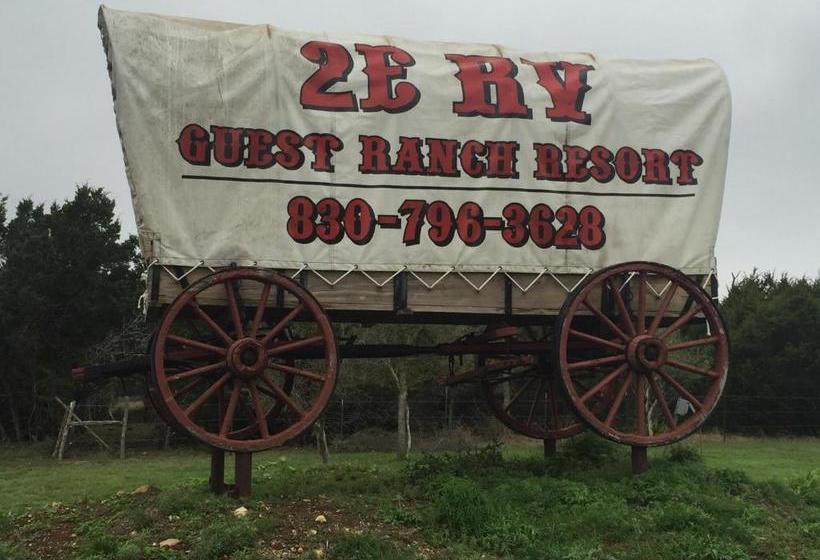 2E RV
GUEST RANCH RESORT
830-796-3628